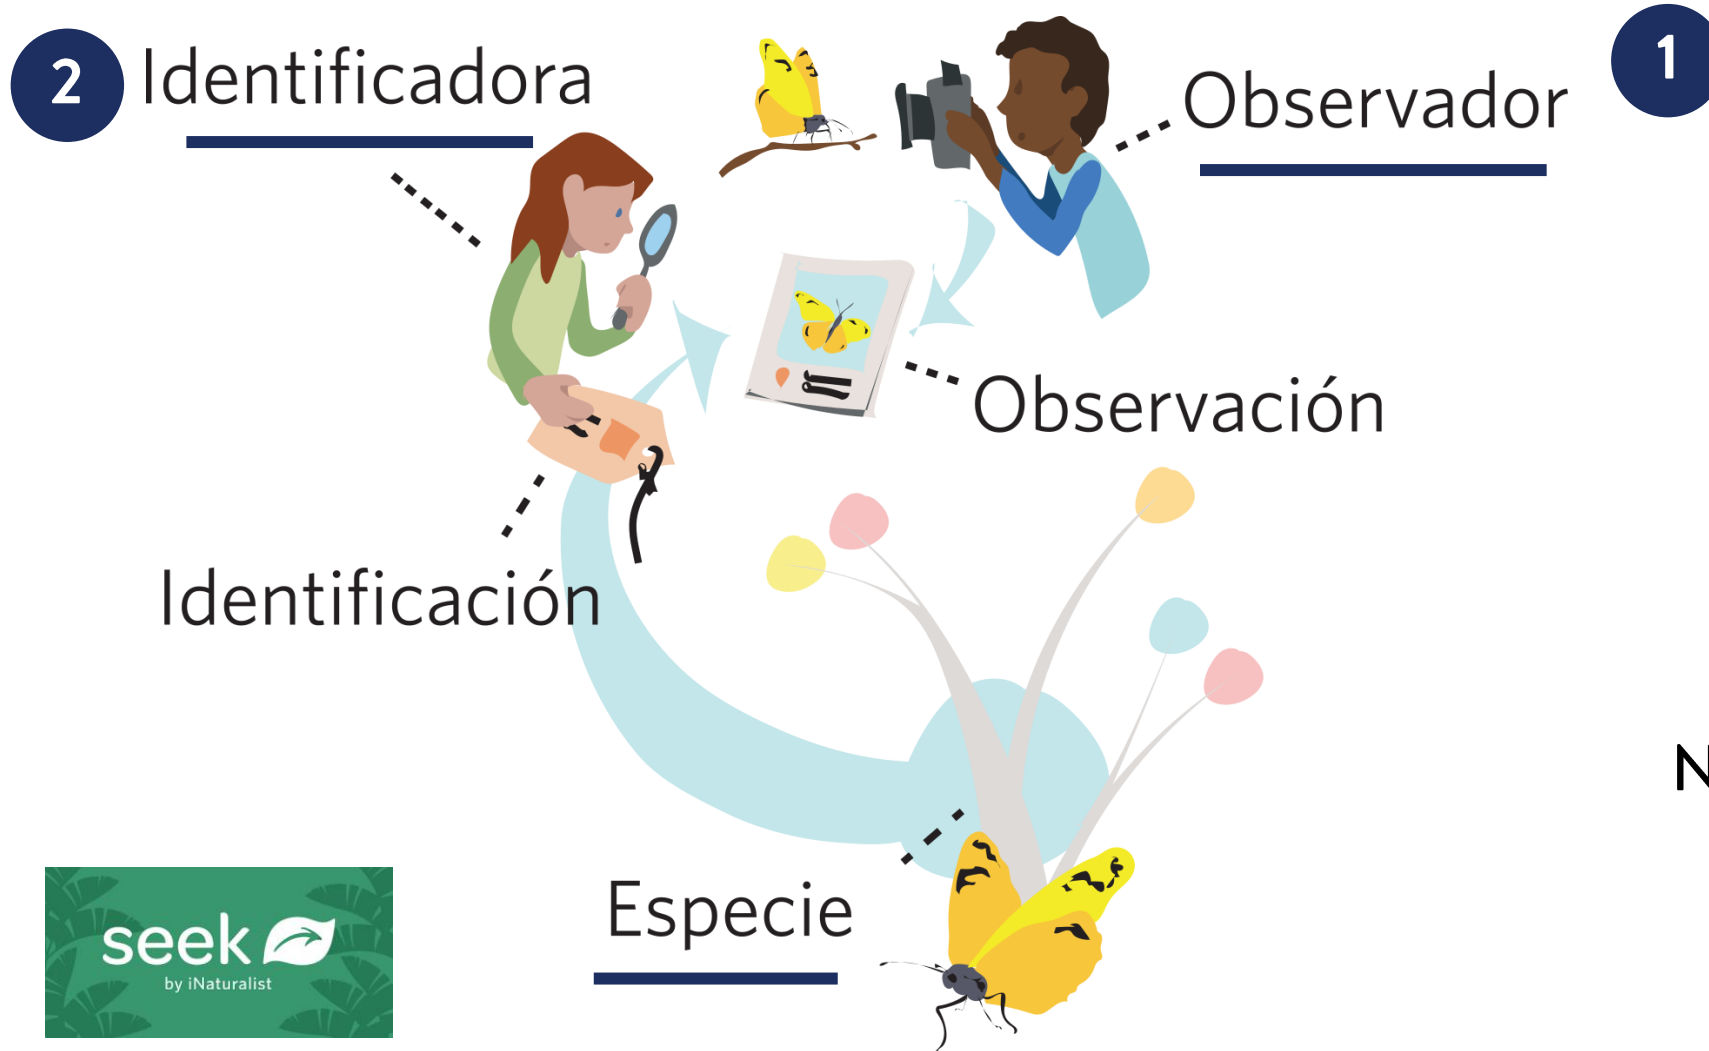 2
Identificadora
1
Observador
Observación
Identificación
Especie
seek
by iNaturalist
N